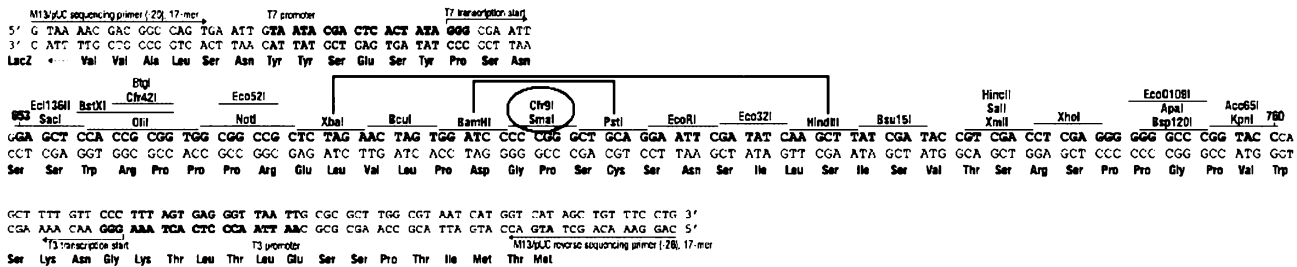 M13/pUC sequencing primer (-20), 17-mer T7 promoter T7 transcription start
5' G TAA AAC GAC GGC CAG TGA ATT GTA ATA CGA CTC ACT ATA GGG CGA ATT
3' C ATT TTG CTG CCG GTC ACT TAA CAT TAT GCT GAG TGA TAT CCC GCT TAA
LacZ Val Val Ala Leu Ser Asn Tyr Tyr Ser Glu Ser Tyr Pro Ser Asn
BtgI Cfr9I HincII Eco0109I
Ecl136II BstXI Cfr42I Eco52I SmaI SalI ApaI Acc65I
653 SacI OliI NotI XbaI BcuI BamHI PstI EcoRI Eco32I HindIII Bsu15I XmiI XhoI Bsp120I KpnI 760
GGA GCT CCA CCG CGG TGG CGG CCG CTC TAG AAC TAG TGG ATC CCC CGG GCT GCA GGA ATT CGA TAT CAA GCT TAT CGA TAC CGT CGA CCT CGA GGG GGG GCC CGG TAC CCA
CCT CGA GGT GGC GCC ACC GCC GGC GAG ATC TTG ATC ACC TAG GGG GCC CGA CGT CCT TAA GCT ATA GTT CGA ATA GCT ATG GCA GCT GGA GCT CCC CCC CGG GCC ATG GGT
Ser Ser Trp Arg Pro Pro Pro Arg Glu Leu Val Leu Pro Asp Gly Pro Ser Cys Ser Asn Ser Ile Leu Ser Ile Ser Val Thr Ser Arg Ser Pro Pro Gly Pro Val Trp
GCT TTT GTT CCC TTT AGT GAG GGT TAA TTG CGC GCT TGG CGT AAT CAT GGT CAT AGC TGT TTC CTG 3'
CGA AAA CAA GGG AAA TCA CTC CCA ATT AAC GCG CGA ACC GCA TTA GTA CCA GTA TCG ACA AAG GAC 5'
T3 transcription start T3 promoter M13/pUC reverse sequencing primer (-26), 17-mer
Ser Lys Asn Gly Lys Thr Leu Thr Leu Glu Ser Ser Pro Thr Ile Met Thr Met